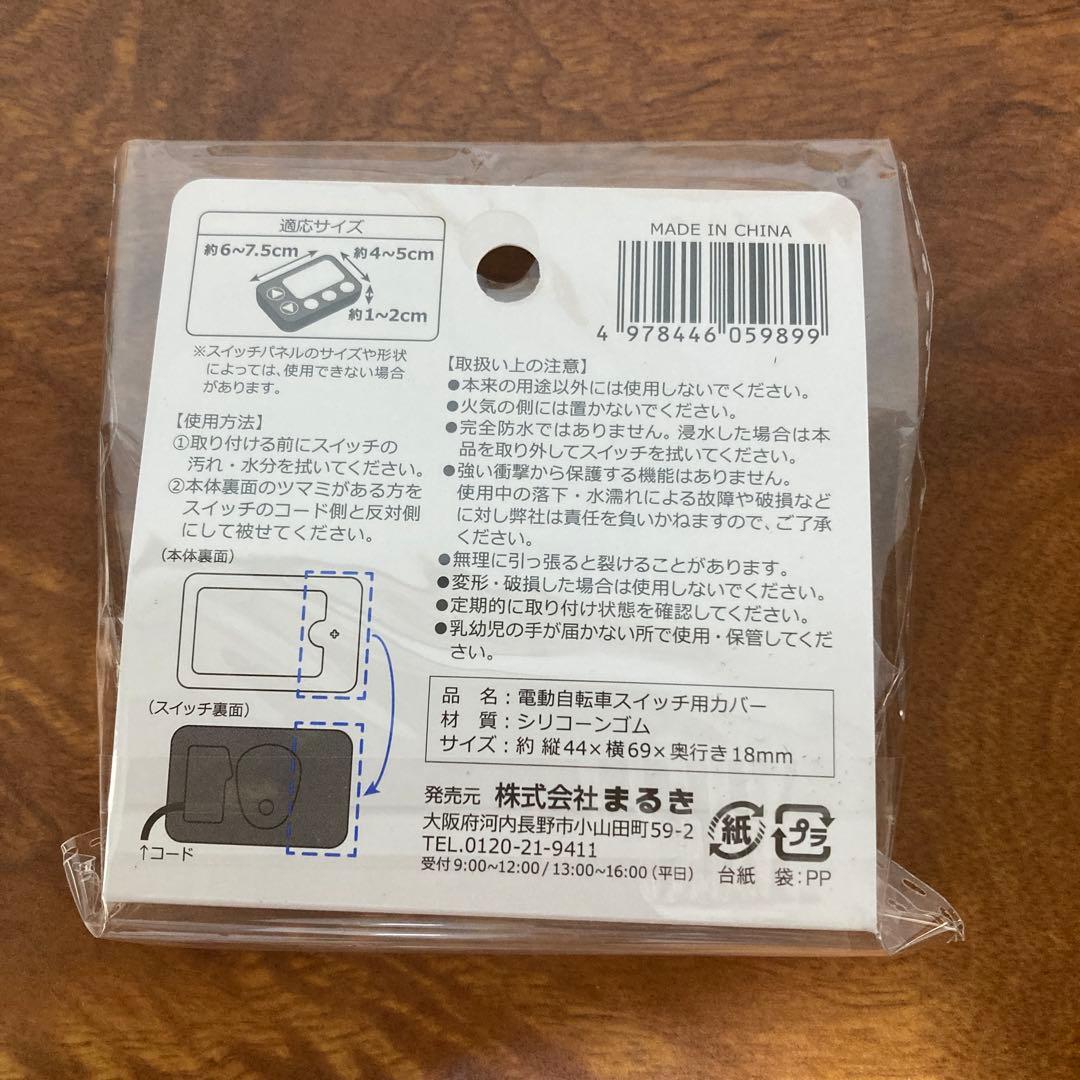 適応サイズ
約6~7.5cm
約4~5cm
約1~2cm
※スイッチパネルのサイズや形状
によっては、使用できない場合
があります。
【使用方法】
①取り付ける前にスイッチの
汚れ・水分を拭いてください。
②本体裏面のツマミがある方を
スイッチのコード側と反対側
にして被せてください。
(本体裏面)
(スイッチ裏面)
↑コード
MADE IN CHINA
4 978446 059899
【取扱い上の注意】
●本来の用途以外には使用しないでください。
●火気の側には置かないでください。
●完全防水ではありません。浸水した場合は本
品を取り外してスイッチを拭いてください。
●強い衝撃から保護する機能はありません。
使用中の落下・水濡れによる故障や破損など
に対し弊社は責任を負いかねますので、ご了承
ください。
●無理に引っ張ると裂けることがあります。
●変形・破損した場合は使用しないでください。
●定期的に取り付け状態を確認してください。
●乳幼児の手が届かない所で使用・保管してくだ
さい。
品 名:電動自転車スイッチ用カバー
材 質:シリコーンゴム
サイズ:約 縦44×横69×奥行き18mm
発売元 株式会社まるき
大阪府河内長野市小山田町59-2
TEL.0120-21-9411
受付9:00~12:00/13:00~16:00(平日)
紙
台紙
プラ
袋:PP